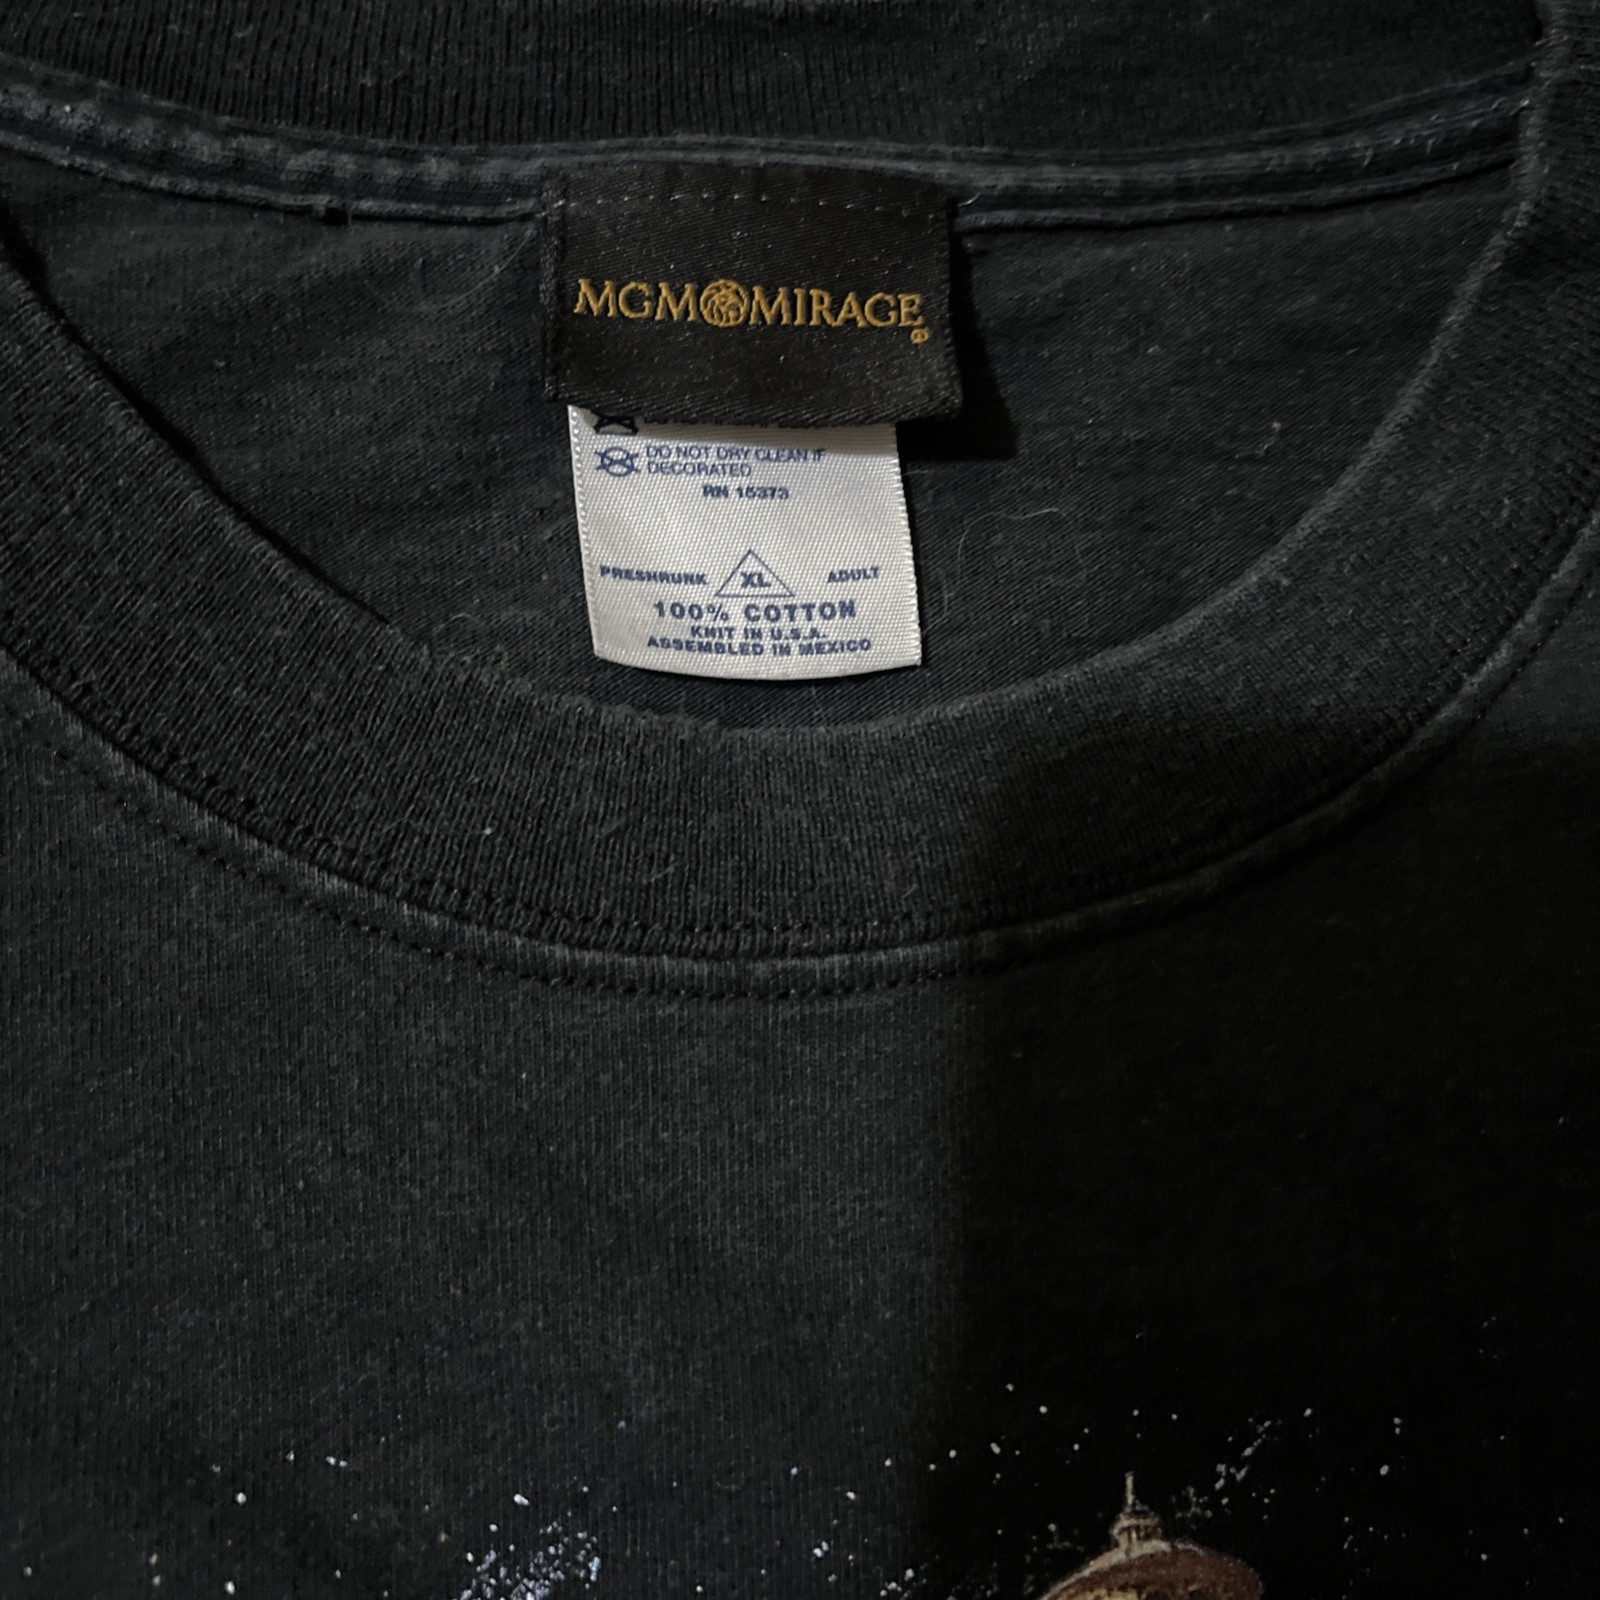 MGM MIRAGE
DO NOT DRY CLEAN IF
DECORATED
RN 15373
PRESHRUNK XL ADULT
100% COTTON
KNIT IN U.S.A.
ASSEMBLED IN MEXICO